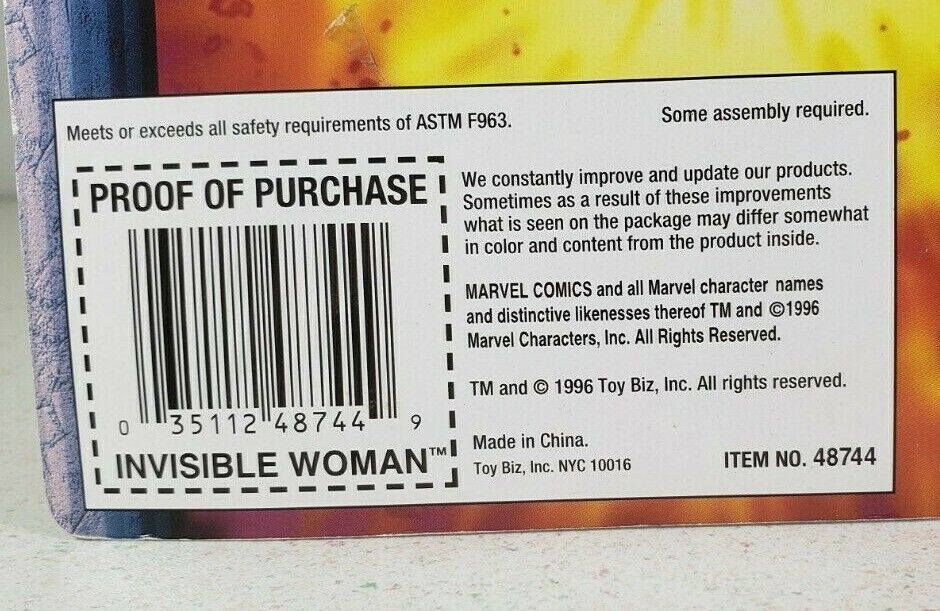 Meets or exceeds all safety requirements of ASTM F963.
Some assembly required.
PROOF OF PURCHASE
0 35112 48744 9
INVISIBLE WOMAN™
We constantly improve and update our products.
Sometimes as a result of these improvements
what is seen on the package may differ somewhat
in color and content from the product inside.
MARVEL COMICS and all Marvel character names
and distinctive likenesses thereof TM and ©1996
Marvel Characters, Inc. All Rights Reserved.
TM and © 1996 Toy Biz, Inc. All rights reserved.
Made in China.
Toy Biz, Inc. NYC 10016
ITEM NO. 48744